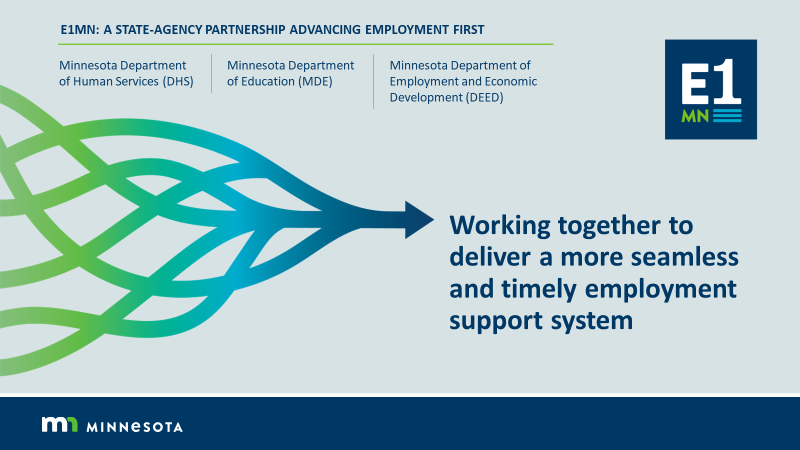 E1MN: A STATE-AGENCY PARTNERSHIP ADVANCING EMPLOYMENT FIRST
Minnesota Department
of Human Services (DHS)
Minnesota Department
of Education (MDE)
Minnesota Department of
Employment and Economic
Development (DEED)
E1
MN
Working together to
deliver a more seamless
and timely employment
support system
mn MINNESOTA